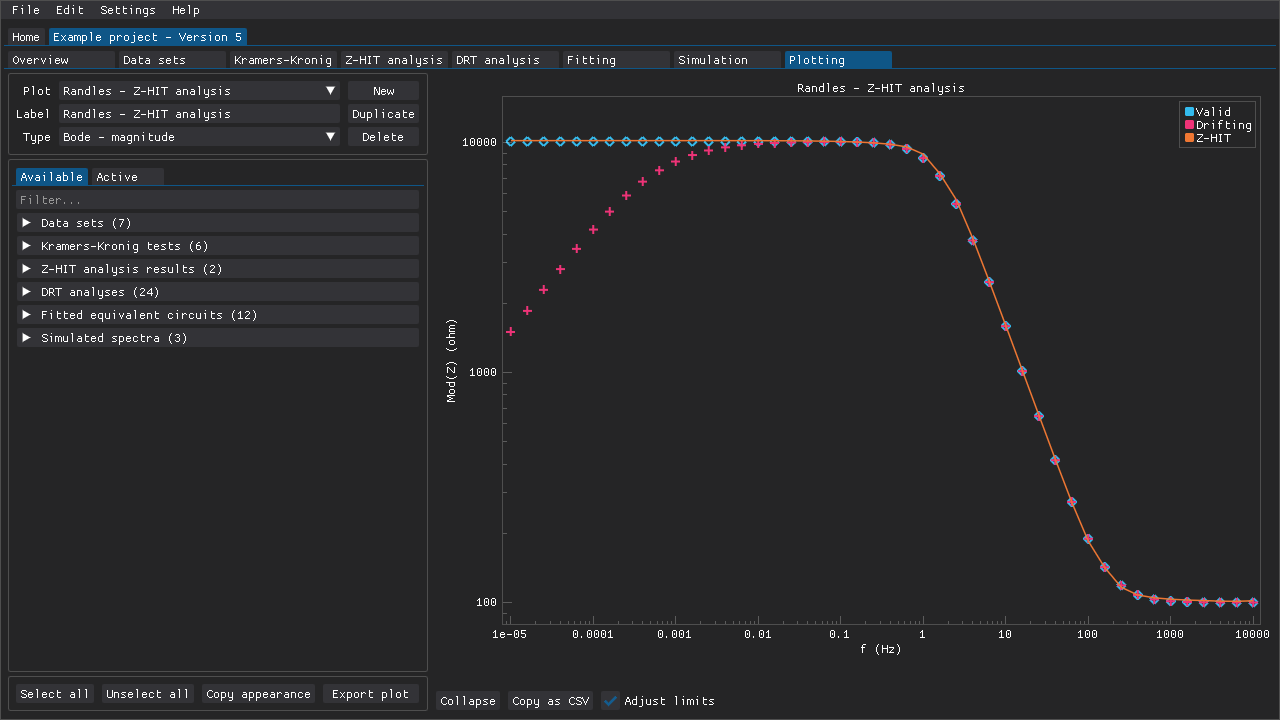 File Edit Settings Help
Home Example project - Version 5
Overview Data sets Kramers-Kronig Z-HIT analysis DRT analysis Fitting Simulation Plotting
Plot Randles - Z-HIT analysis New
Label Randles - Z-HIT analysis Duplicate
Type Bode - magnitude Delete
Available Active
Filter...
Data sets (7)
Kramers-Kronig tests (6)
Z-HIT analysis results (2)
DRT analyses (24)
Fitted equivalent circuits (12)
Simulated spectra (3)
Select all Unselect all Copy appearance Export plot
Randles - Z-HIT analysis
Valid
Drifting
Z-HIT
Mod(Z) (ohm)
10000
1000
100
1e-05 0.0001 0.001 0.01 0.1 1 10 100 1000 10000
f (Hz)
Collapse Copy as CSV Adjust limits